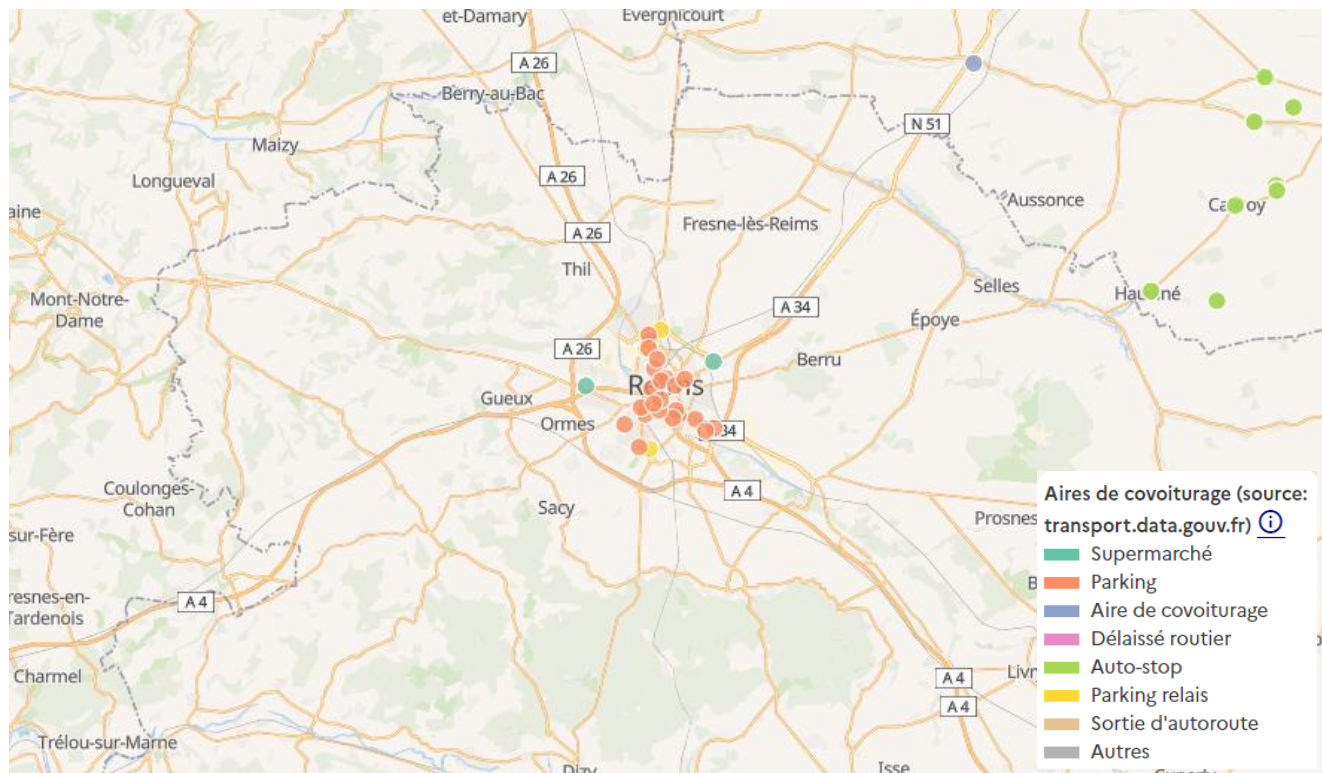 et-Damary
Evergnicourt
A 26
Berry-au-Bac
N 51
Maizy
A 26
Longueval
Aussonce
aine
Fresne-lès-Reims
A 26
Thil
Selles
Mont-Notre-
Dame
A 34
Époye
A 26
Berru
Gueux
Ormes
Coulonges-
Cohan
A 4
Sacy
sur-Fère
Prosnes
resnes-en-
Tardenois
A 4
Charmel
A 4
Livr
A 4
Trélou-sur-Marne
Dizy
Isse
Aires de covoiturage (source:
transport.data.gouv.fr) i
Supermarché
Parking
Aire de covoiturage
Délaissé routier
Auto-stop
Parking relais
Sortie d'autoroute
Autres